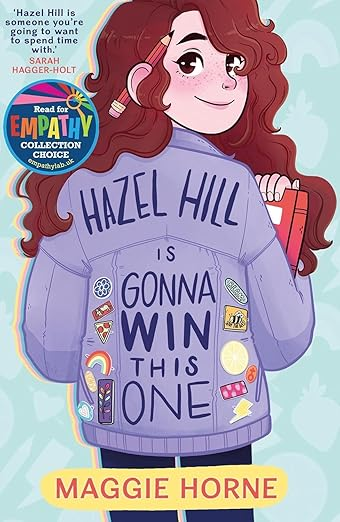 'Hazel Hill is
someone you're
going to want
to spend time
with.'
SARAH
HAGGER-HOLT
Read for
EMPATHY
COLLECTION
CHOICE
empathylab.uk
HAZEL HILL
IS
GONNA
WIN
THIS
ONE
MAGGIE HORNE